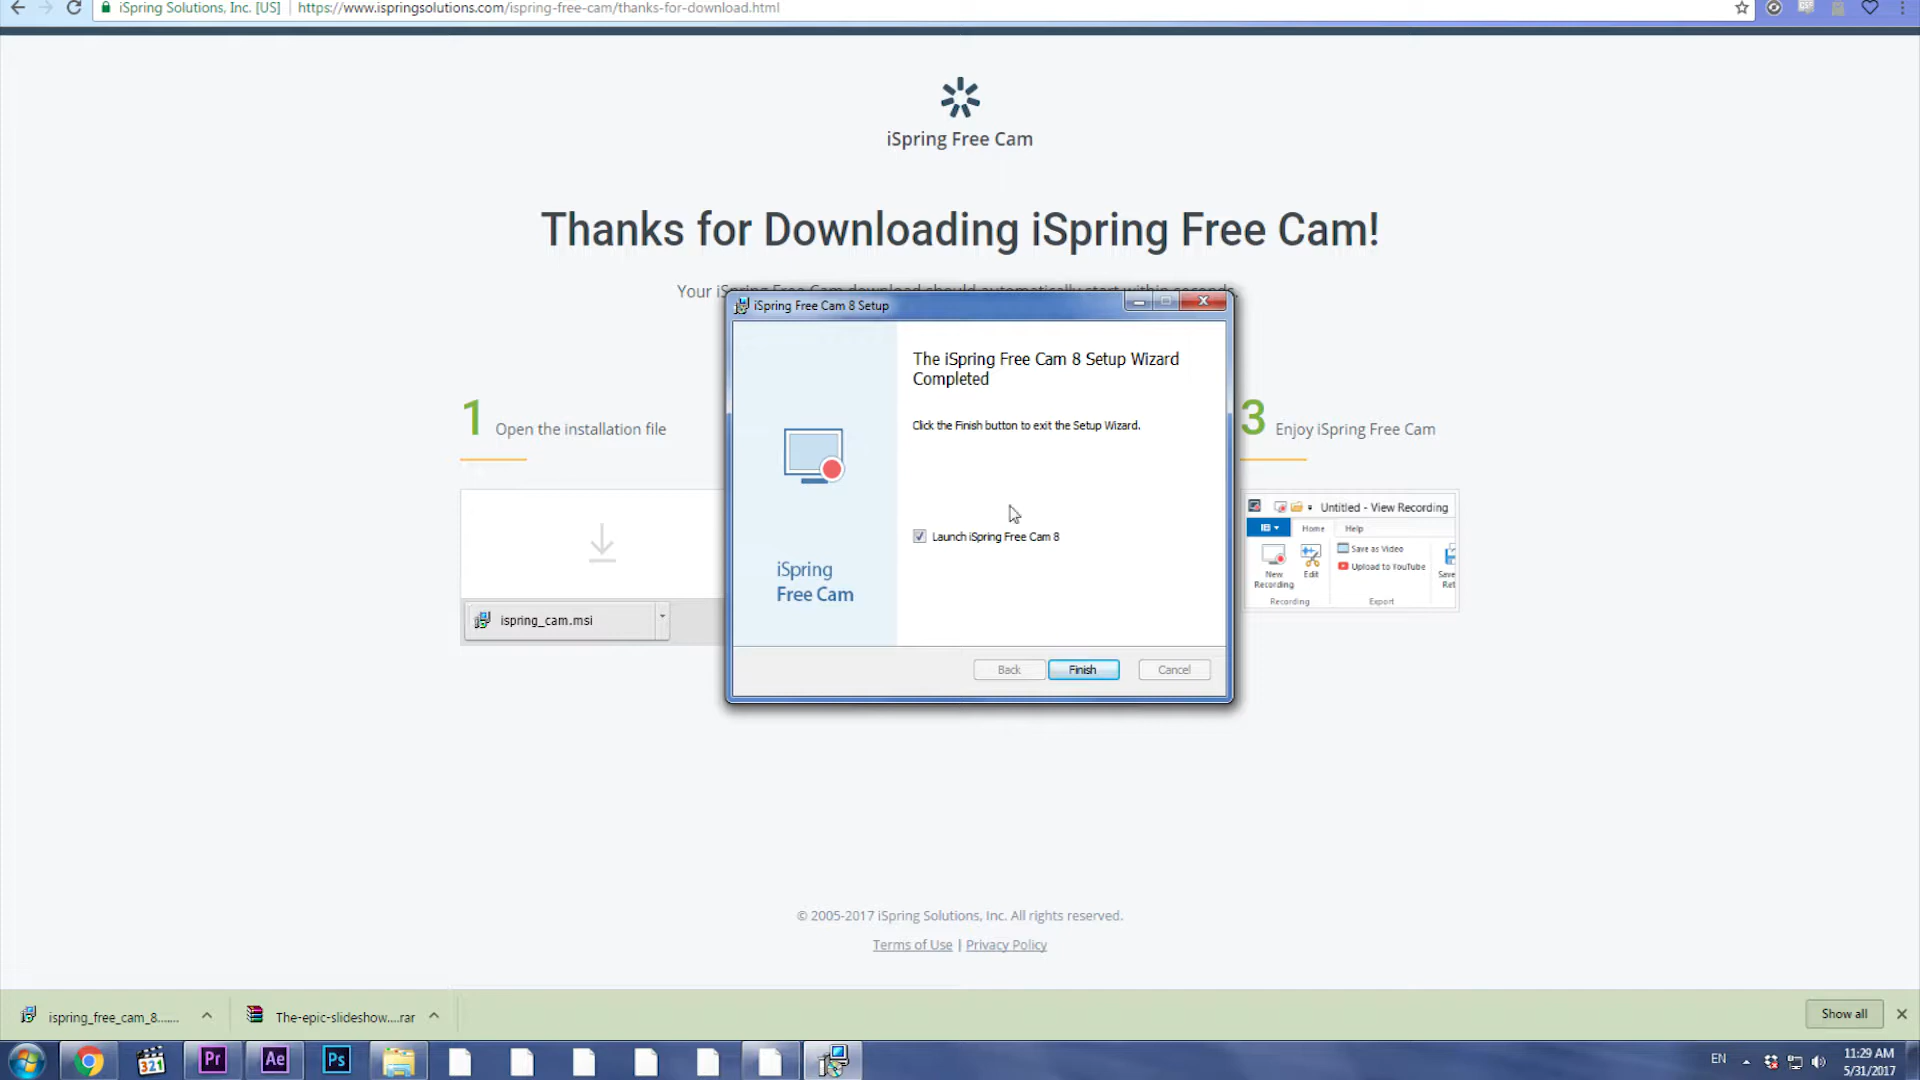 iSpring Solutions, Inc. [US] | https://www.ispringsolutions.com/ispring-free-cam/thanks-for-download.html
iSpring Free Cam
Thanks for Downloading iSpring Free Cam!
iSpring Free Cam 8 Setup
The iSpring Free Cam 8 Setup Wizard
Completed
Click the Finish button to exit the Setup Wizard.
Launch iSpring Free Cam 8
iSpring
Free Cam
Back
Finish
Cancel
1 Open the installation file
ispring_cam.msi
3 Enjoy iSpring Free Cam
Untitled - View Recording
Home Help
New
Recording
Edit
Save as Video
Upload to YouTube
Save
Recording
Export
© 2005-2017 iSpring Solutions, Inc. All rights reserved.
Terms of Use | Privacy Policy
ispring_free_cam_8......
The-epic-slideshow....rar
Show all
321
Pr
Ae
Ps
EN
11:29 AM
5/31/2017